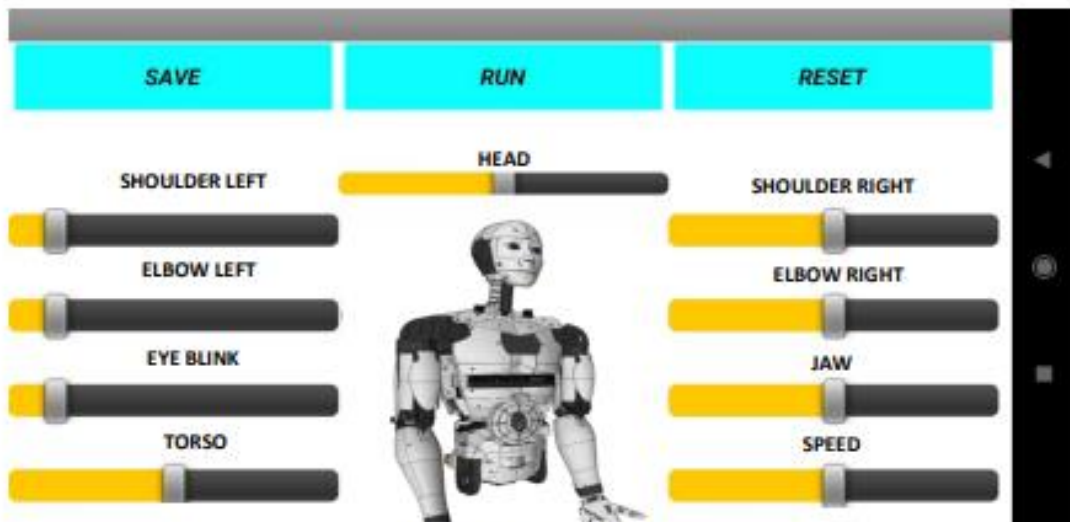 SAVE
RUN
RESET
HEAD
SHOULDER LEFT
SHOULDER RIGHT
ELBOW LEFT
ELBOW RIGHT
EYE BLINK
JAW
TORSO
SPEED